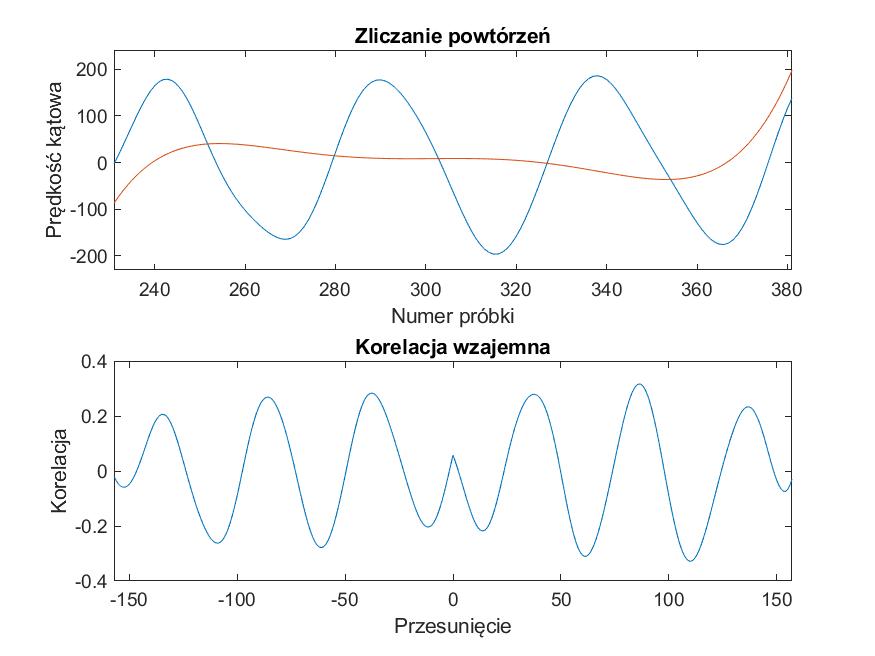 Zliczanie powtórzeń
200
100
0
-100
-200
Prędkość kątowa
240 260 280 300 320 340 360 380
Numer próbki
Korelacja wzajemna
0.4
0.2
0
-0.2
-0.4
Korelacja
-150 -100 -50 0 50 100 150
Przesunięcie